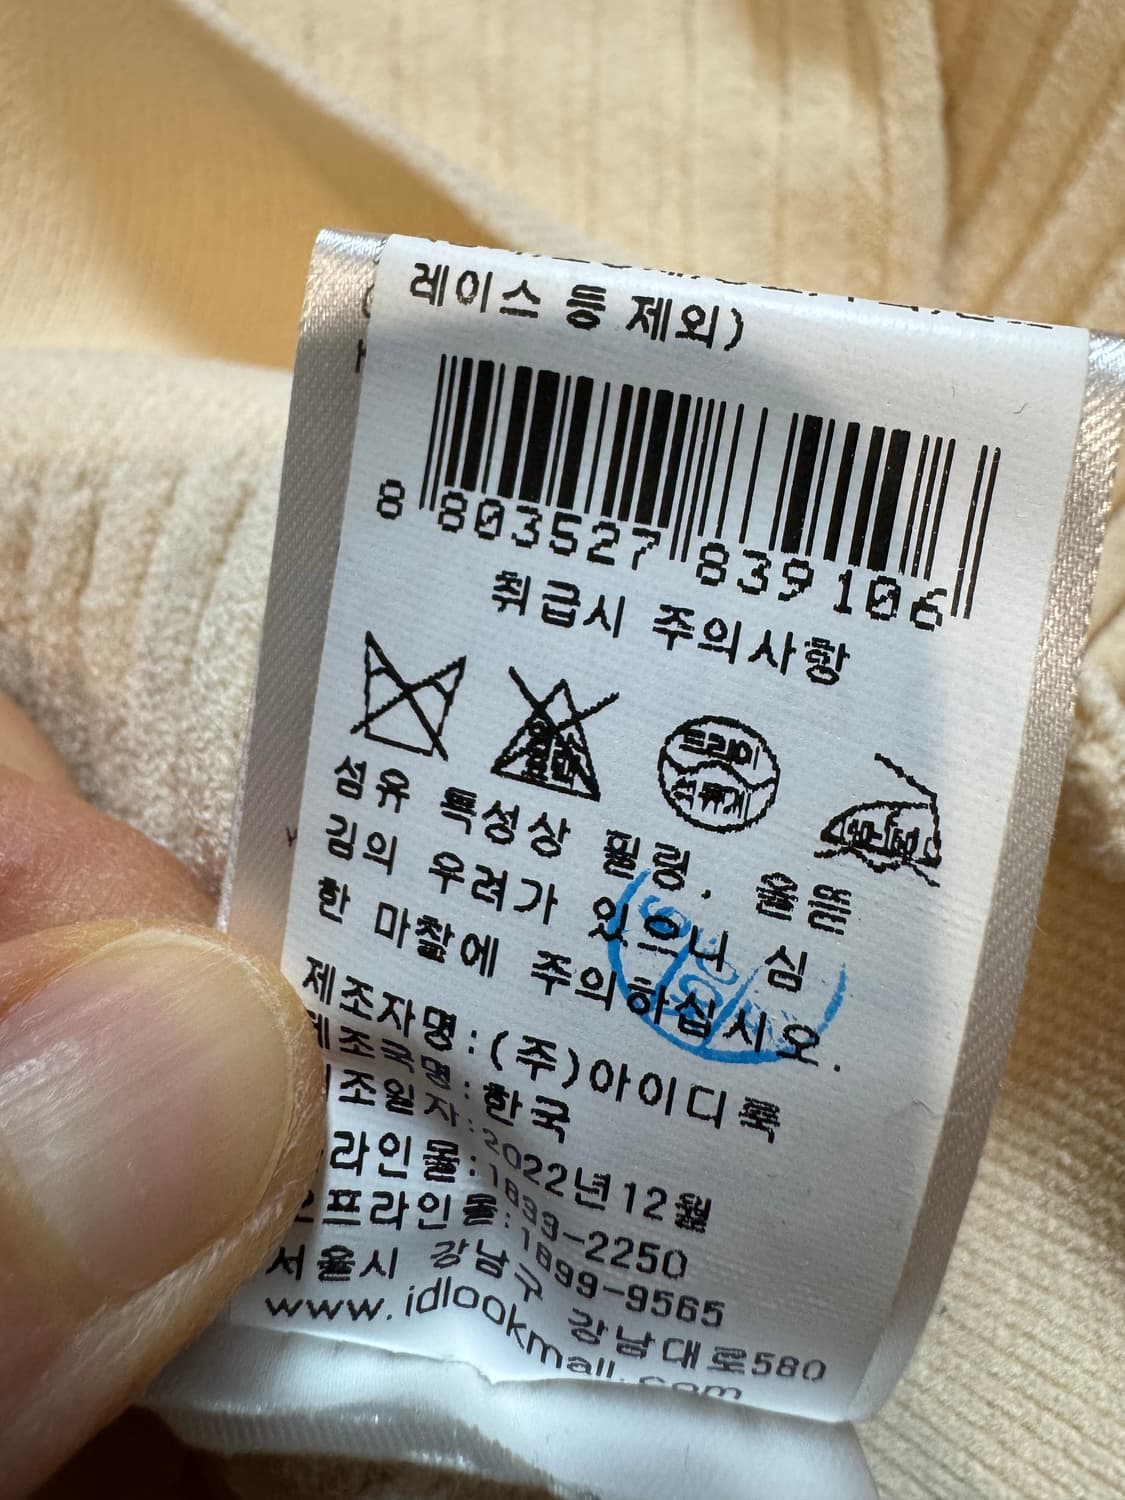 레이스 등 제외)
8 803527 839106
취급시 주의사항
드라이
석유계
섬유 특성상 필링, 올뜯
김의 우려가 있으니 심
한 마찰에 주의하십시오.
제조자명:(주)아이디룩
제조국명:한국
제조일자:2022년12월
라인몰:1833-2250
오프라인몰:1899-9565
서울시 강남구 강남대로580
www.idlookmall.com